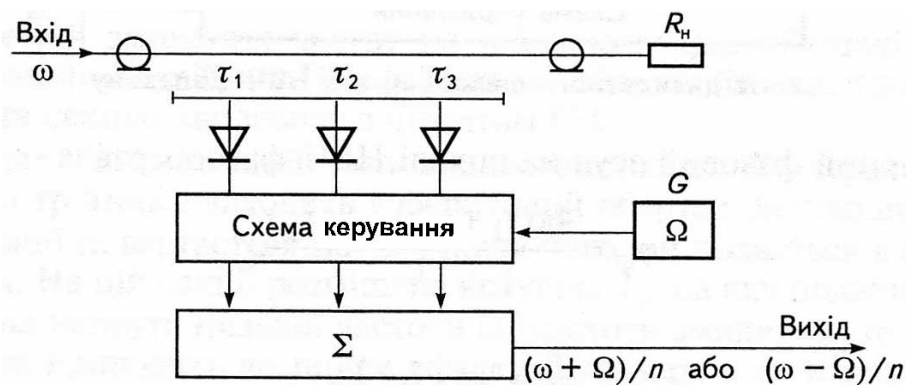 Вхід
ω
R_н
τ₁ τ₂ τ₃
G
Схема керування
Ω
Σ
Вихід
(ω + Ω)/n або (ω − Ω)/n